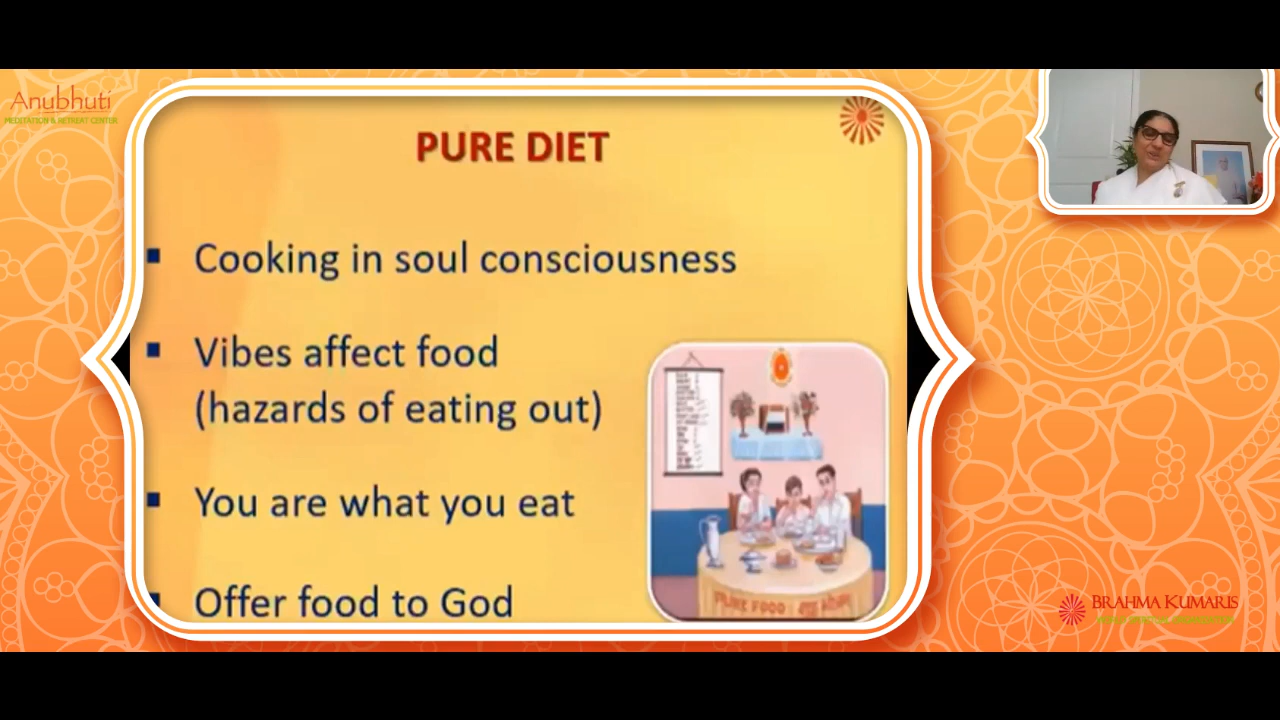 Anubhuti
MEDITATION & RETREAT CENTER
PURE DIET
Cooking in soul consciousness
Vibes affect food
(hazards of eating out)
You are what you eat
Offer food to God
PURE FOOD
BRAHMA KUMARIS